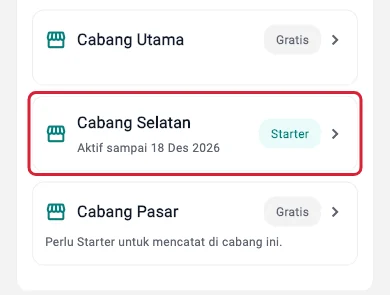 Cabang Utama
Gratis
Cabang Selatan
Aktif sampai 18 Des 2026
Starter
Cabang Pasar
Gratis
Perlu Starter untuk mencatat di cabang ini.